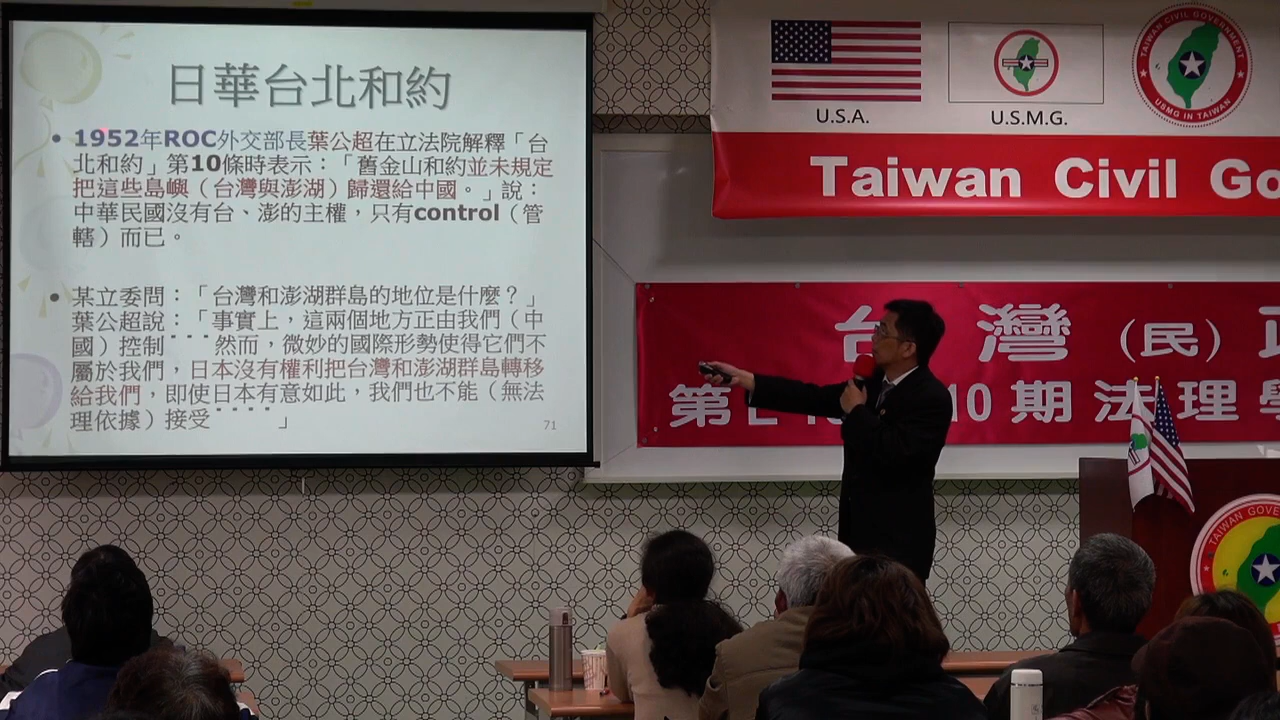 日華台北和約
• 1952年ROC外交部長葉公超在立法院解釋「台
北和約」第10條時表示：「舊金山和約並未規定
把這些島嶼（台灣與澎湖）歸還給中國。」說：
中華民國沒有台、澎的主權，只有control（管
轄）而已。
• 某立委問：「台灣和澎湖群島的地位是什麼？」
葉公超說：「事實上，這兩個地方正由我們（中
國）控制˙˙˙然而，微妙的國際形勢使得它們不
屬於我們，日本沒有權利把台灣和澎湖群島轉移
給我們，即使日本有意如此，我們也不能（無法
理依據）接受˙˙˙˙」
71
U.S.A.
U.S.M.G.
TAIWAN CIVIL GOVERNMENT
USMG IN TAIWAN
Taiwan Civil Go
台灣（民）政
第 10期法理學
TAIWAN GOVE